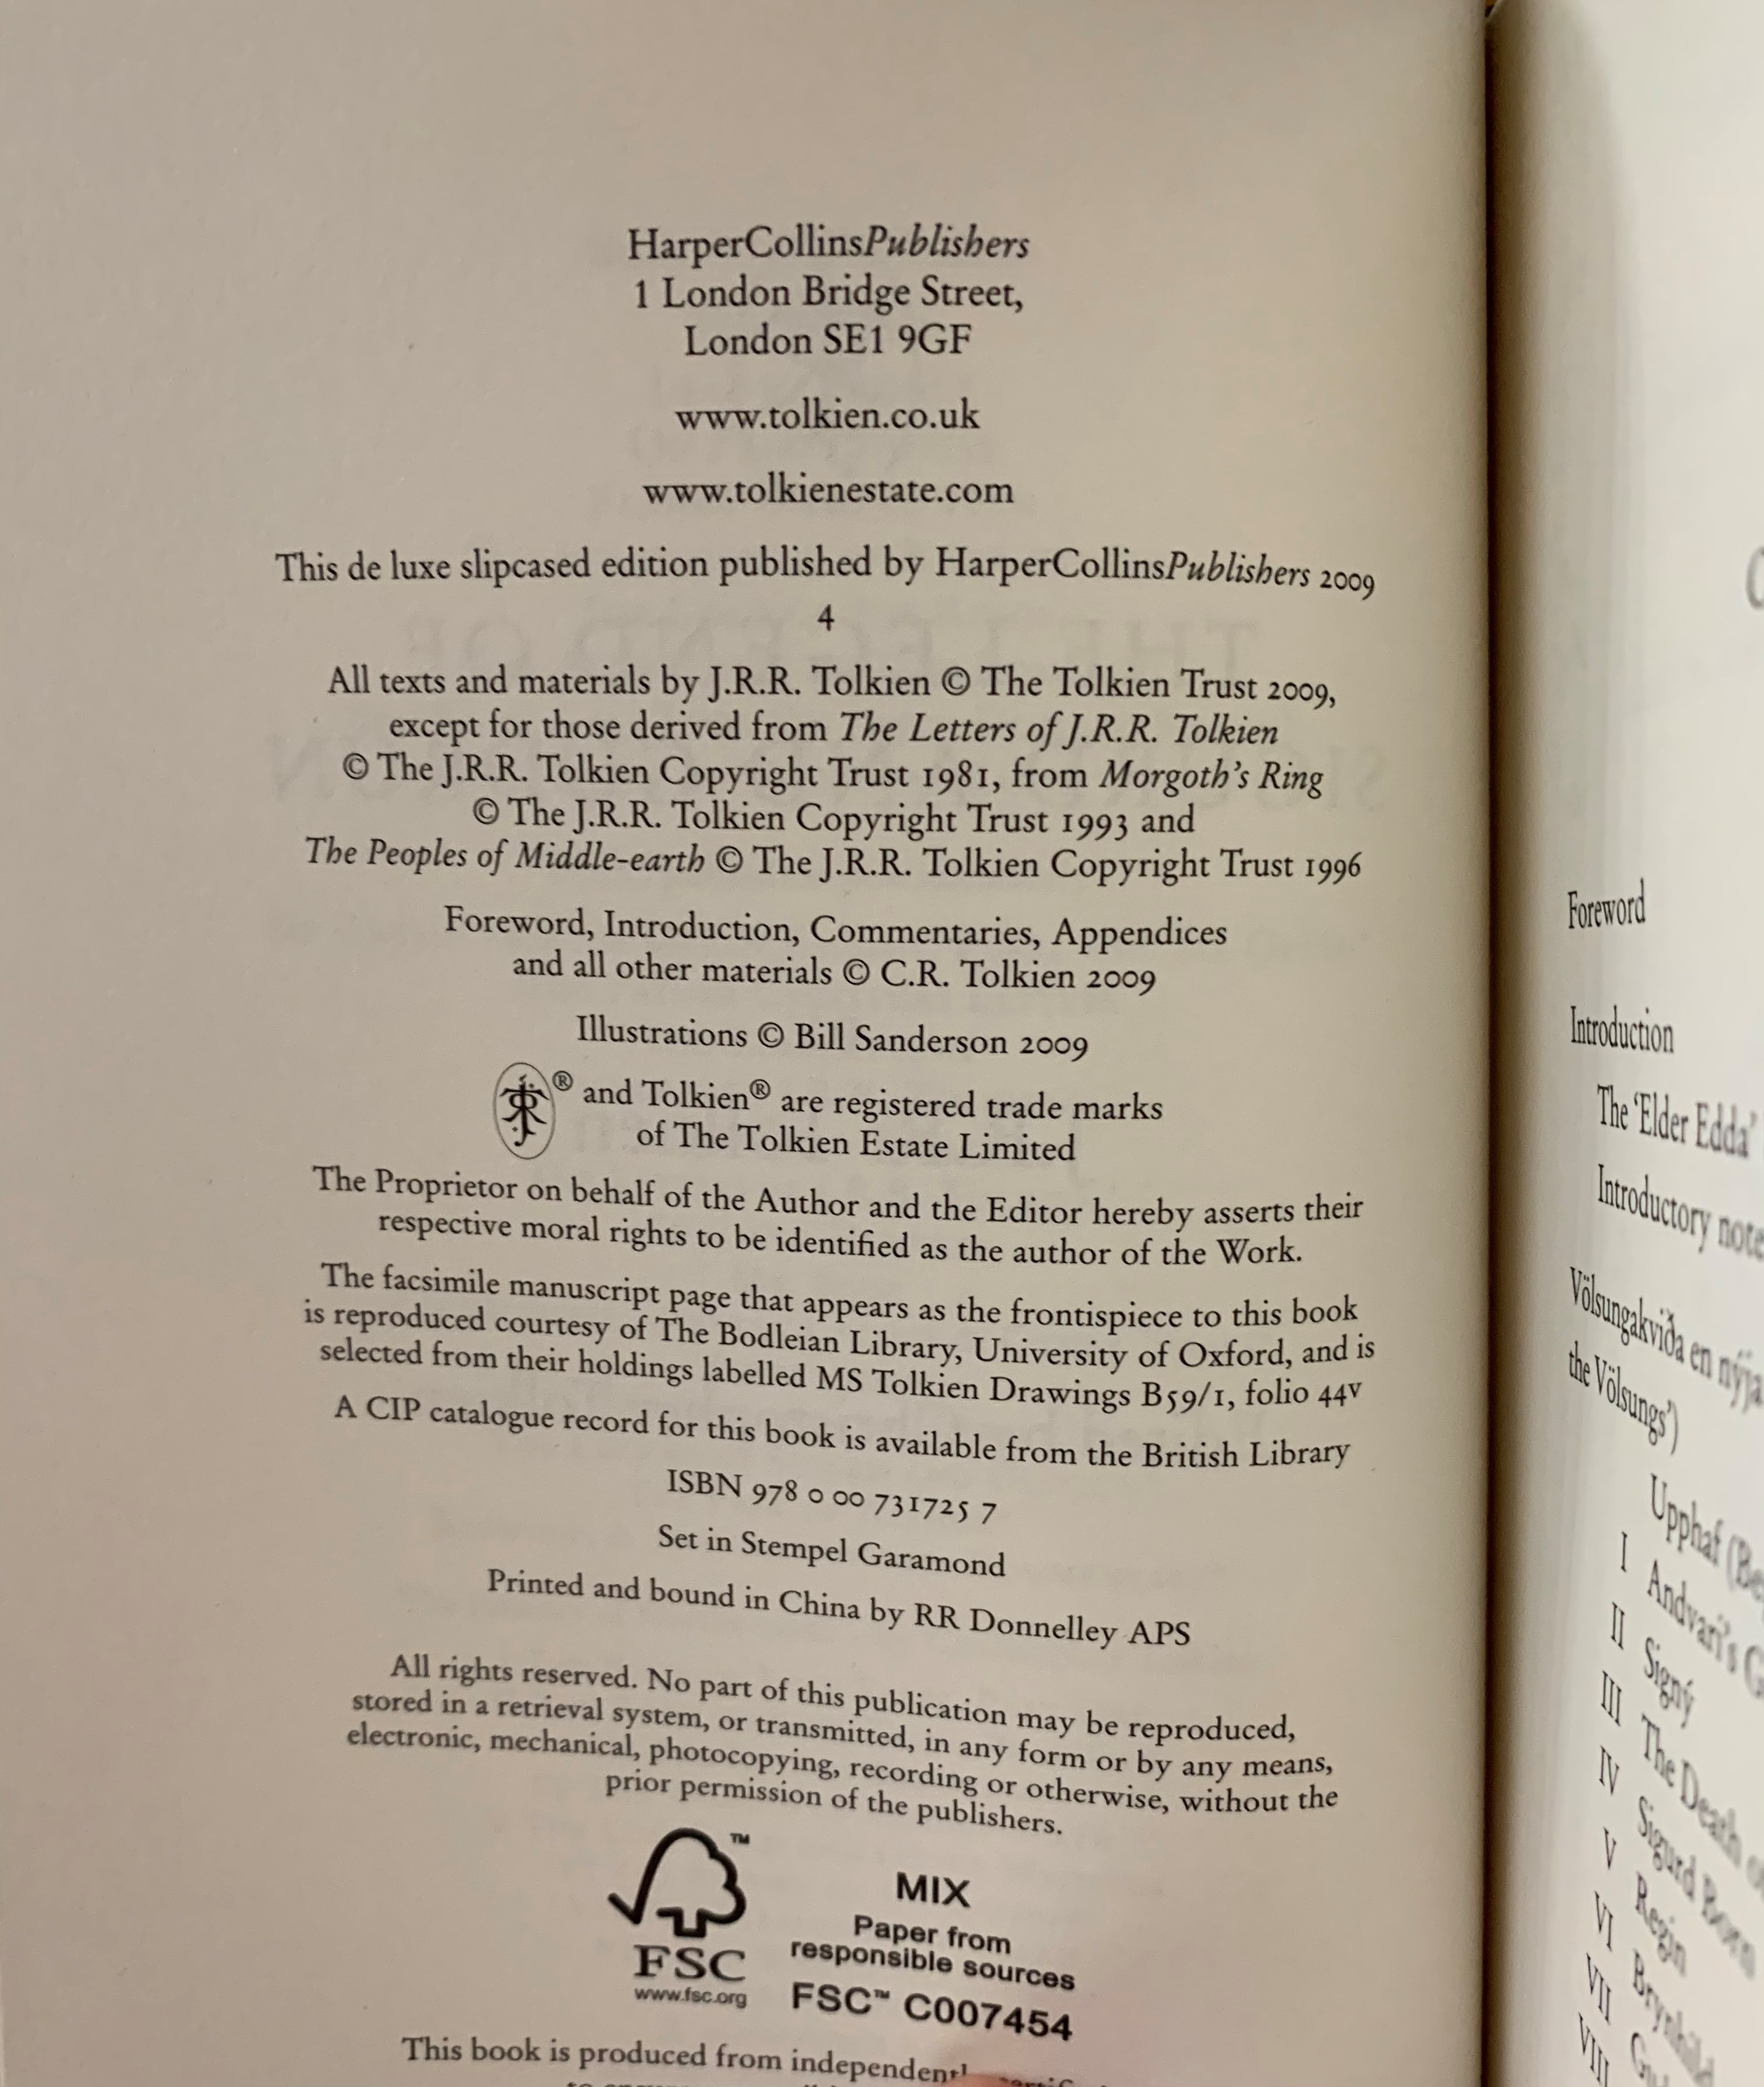 HarperCollinsPublishers
1 London Bridge Street,
London SE1 9GF
www.tolkien.co.uk
www.tolkienestate.com
This de luxe slipcased edition published by HarperCollinsPublishers 2009
4
All texts and materials by J.R.R. Tolkien © The Tolkien Trust 2009,
except for those derived from The Letters of J.R.R. Tolkien
© The J.R.R. Tolkien Copyright Trust 1981, from Morgoth's Ring
© The J.R.R. Tolkien Copyright Trust 1993 and
The Peoples of Middle-earth © The J.R.R. Tolkien Copyright Trust 1996
Foreword, Introduction, Commentaries, Appendices
and all other materials © C.R. Tolkien 2009
Illustrations © Bill Sanderson 2009
® and Tolkien® are registered trade marks
of The Tolkien Estate Limited
The Proprietor on behalf of the Author and the Editor hereby asserts their
respective moral rights to be identified as the author of the Work.
The facsimile manuscript page that appears as the frontispiece to this book
is reproduced courtesy of The Bodleian Library, University of Oxford, and is
selected from their holdings labelled MS Tolkien Drawings B59/1, folio 44v
A CIP catalogue record for this book is available from the British Library
ISBN 978 0 00 731725 7
Set in Stempel Garamond
Printed and bound in China by RR Donnelley APS
All rights reserved. No part of this publication may be reproduced,
stored in a retrieval system, or transmitted, in any form or by any means,
electronic, mechanical, photocopying, recording or otherwise, without the
prior permission of the publishers.
™
FSC
www.fsc.org
MIX
Paper from
responsible sources
FSC™ C007454
This book is produced from
Foreword
Introduction
The 'Elder Edda'
Introductory
Völsungakviða en nýja
the Völsungs')
Upphaf
I Andvari's
II Signý
III The Death
IV Sigurd Born
V Regin
VI Brynhild
VII
VIII